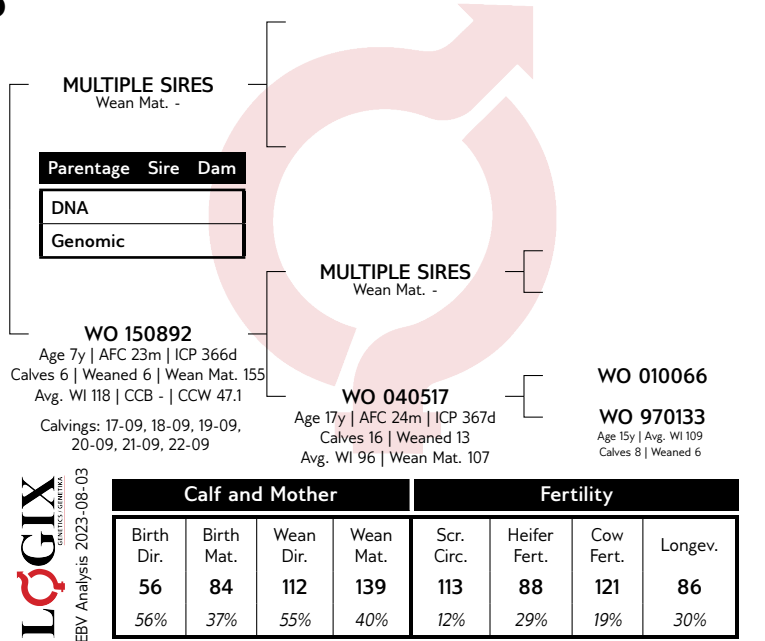 MULTIPLE SIRES
Wean Mat. -
Parentage Sire Dam
DNA
Genomic
MULTIPLE SIRES
Wean Mat. -
WO 150892
Age 7y | AFC 23m | ICP 366d
Calves 6 | Weaned 6 | Wean Mat. 155
Avg. WI 118 | CCB - | CCW 47.1
Calvings: 17-09, 18-09, 19-09,
20-09, 21-09, 22-09
WO 040517
Age 17y | AFC 24m | ICP 367d
Calves 16 | Weaned 13
Avg. WI 96 | Wean Mat. 107
WO 010066
WO 970133
Age 15y | Avg. WI 109
Calves 8 | Weaned 6
LOGIX
GENETICS | GENETIKA
EBV Analysis 2023-08-03
Calf and Mother Fertility
Birth Dir. Birth Mat. Wean Dir. Wean Mat. Scr. Circ. Heifer Fert. Cow Fert. Longev.
56 84 112 139 113 88 121 86
56% 37% 55% 40% 12% 29% 19% 30%